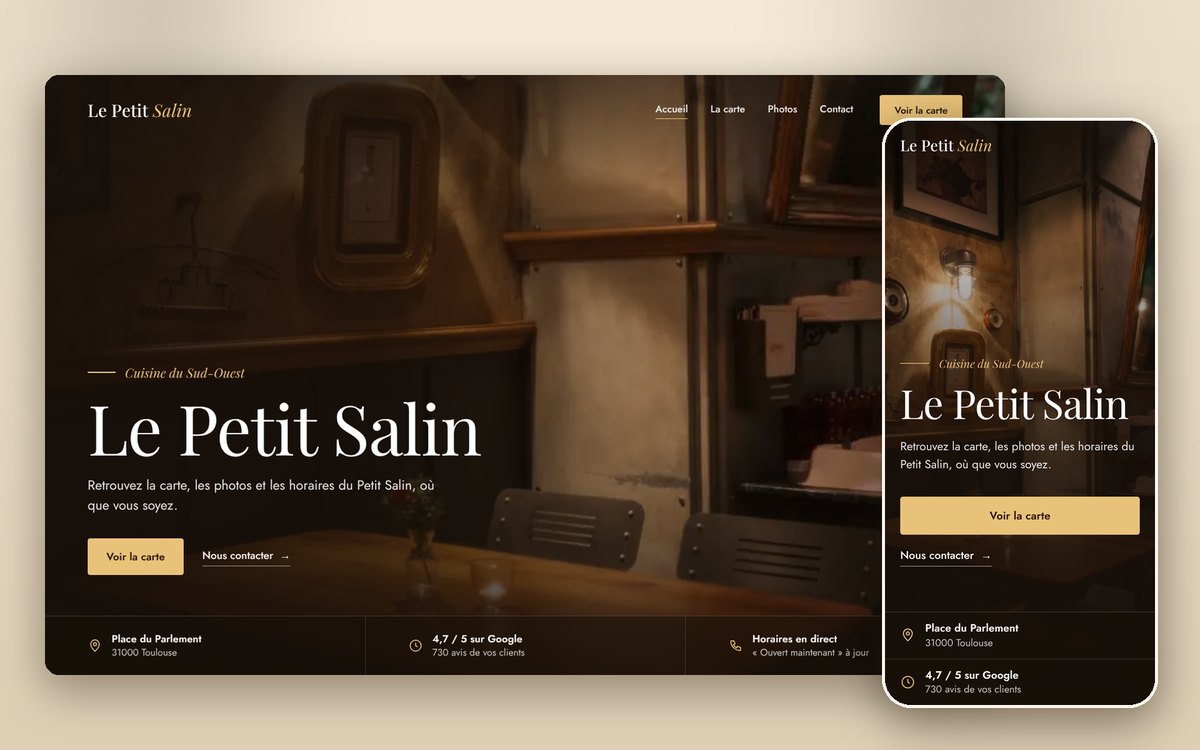 Le Petit Salin
Accueil
La carte
Photos
Contact
Voir la carte
Cuisine du Sud-Ouest
Le Petit Salin
Retrouvez la carte, les photos et les horaires du Petit Salin, où
que vous soyez.
Voir la carte
Nous contacter →
Place du Parlement
31000 Toulouse
4,7 / 5 sur Google
730 avis de vos clients
Horaires en direct
« Ouvert maintenant » à jour
Le Petit Salin
Cuisine du Sud-Ouest
Le Petit Salin
Retrouvez la carte, les photos et les horaires du
Petit Salin, où que vous soyez.
Voir la carte
Nous contacter →
Place du Parlement
31000 Toulouse
4,7 / 5 sur Google
730 avis de vos clients